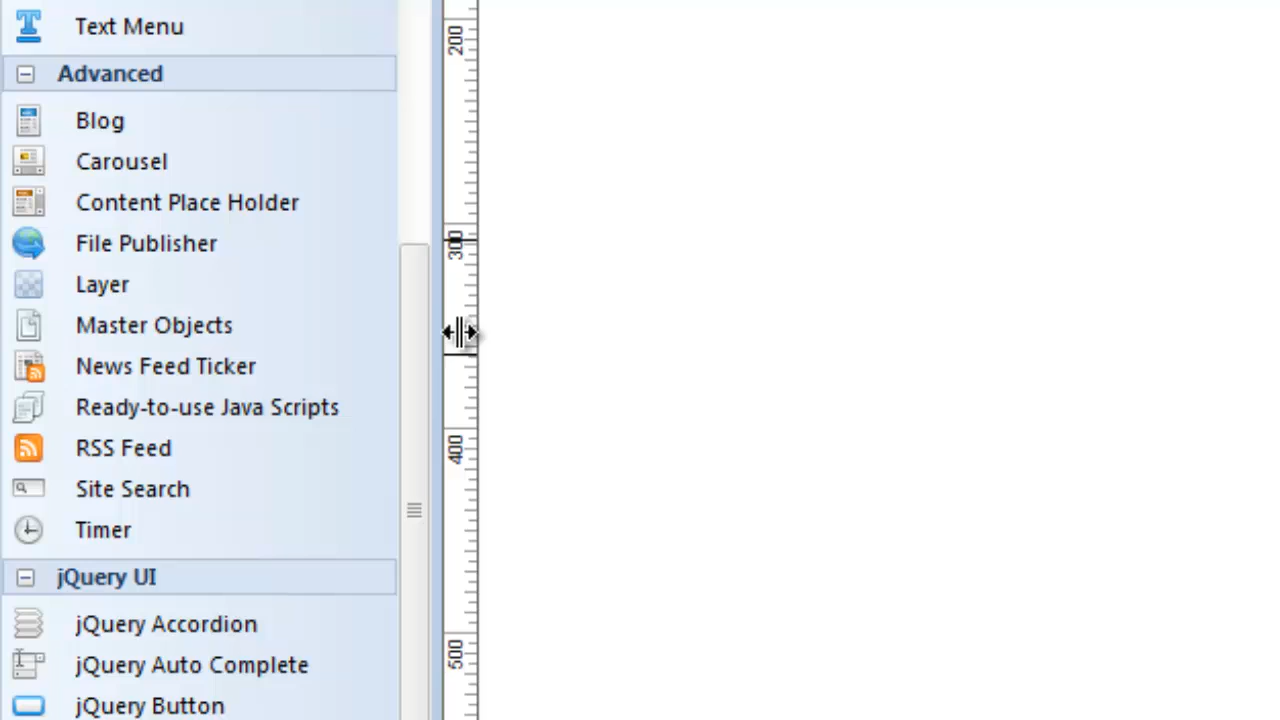 Text Menu
Advanced
Blog
Carousel
Content Place Holder
File Publisher
Layer
Master Objects
News Feed Ticker
Ready-to-use Java Scripts
RSS Feed
Site Search
Timer
jQuery UI
jQuery Accordion
jQuery Auto Complete
jQuery Button
200
300
400
500